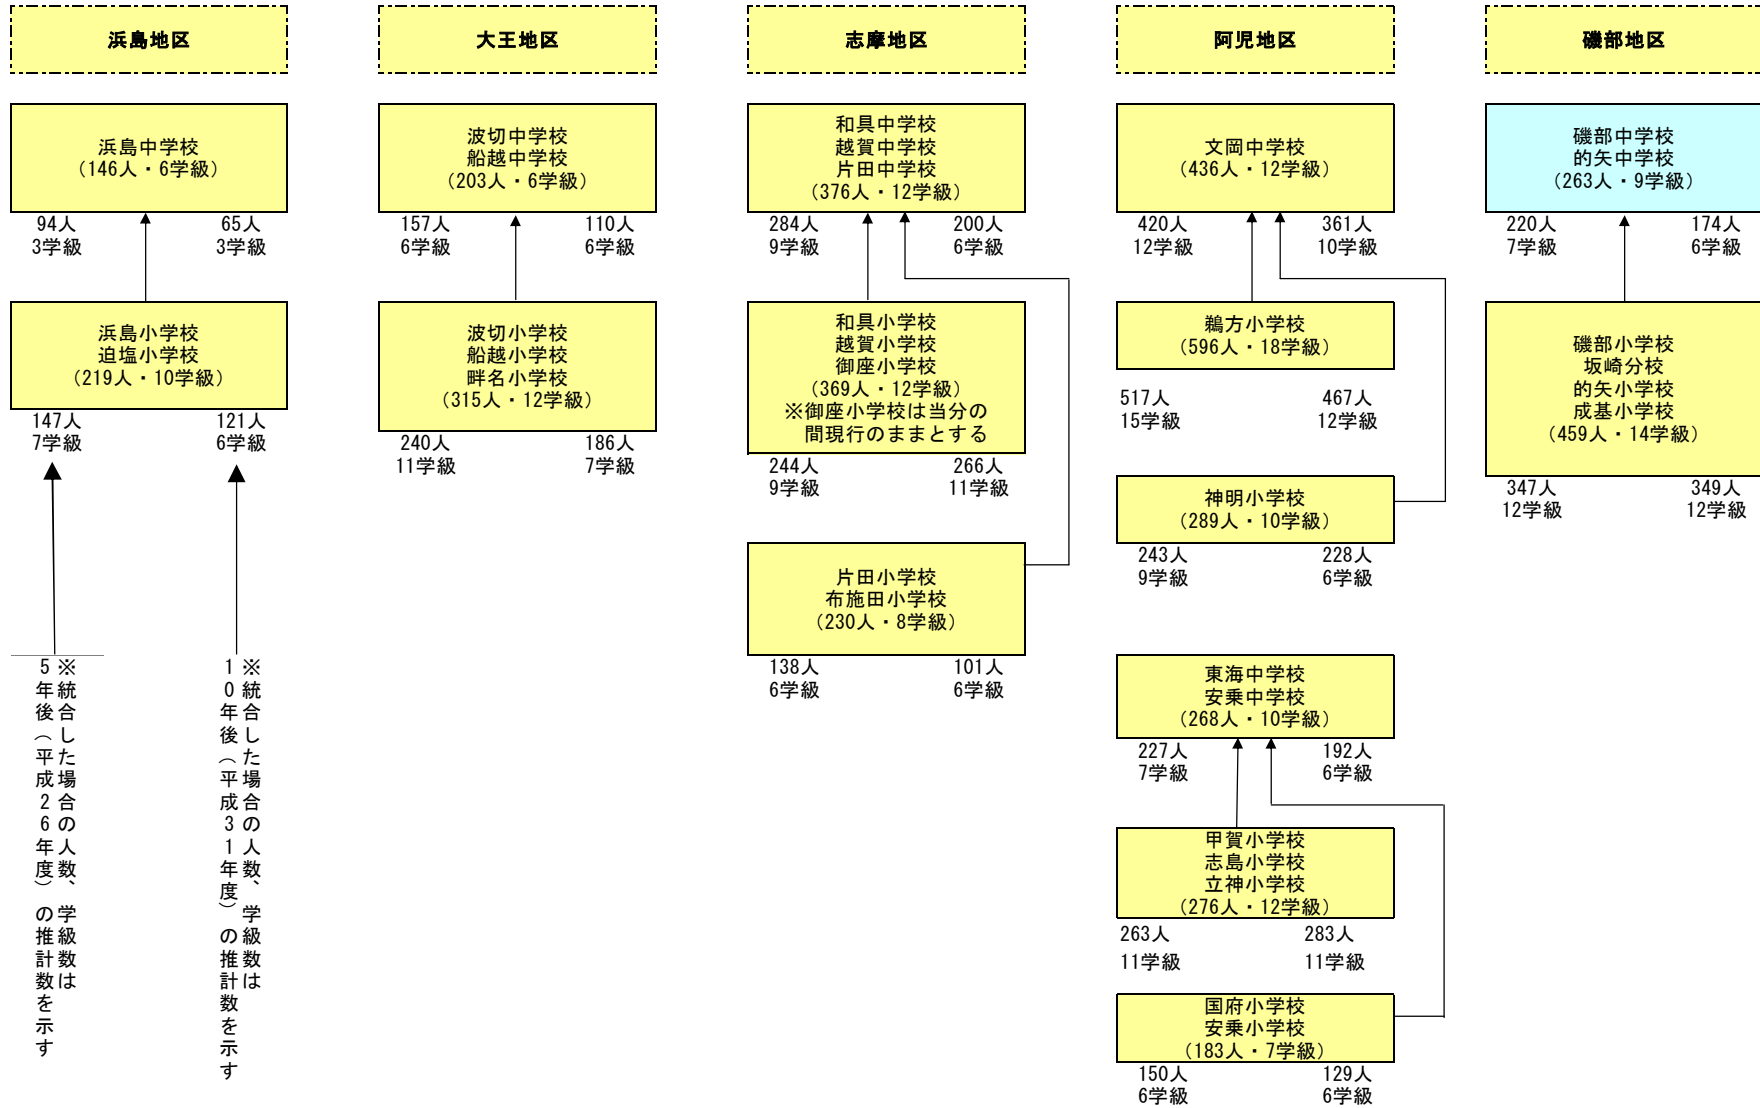 浜島地区
大王地区
志摩地区
阿児地区
磯部地区
浜島中学校
(146人・6学級)
94人
3学級
65人
3学級
浜島小学校
迫塩小学校
(219人・10学級)
147人
7学級
121人
6学級
※統合した場合の人数、学級数は
5年後(平成26年度)の推計数を示す
※統合した場合の人数、学級数は
10年後(平成31年度)の推計数を示す
波切中学校
船越中学校
(203人・6学級)
157人
6学級
110人
6学級
波切小学校
船越小学校
畔名小学校
(315人・12学級)
240人
11学級
186人
7学級
和具中学校
越賀中学校
片田中学校
(376人・12学級)
284人
9学級
200人
6学級
和具小学校
越賀小学校
御座小学校
(369人・12学級)
※御座小学校は当分の
間現行のままとする
244人
9学級
266人
11学級
片田小学校
布施田小学校
(230人・8学級)
138人
6学級
101人
6学級
文岡中学校
(436人・12学級)
420人
12学級
361人
10学級
鵜方小学校
(596人・18学級)
517人
15学級
467人
12学級
神明小学校
(289人・10学級)
243人
9学級
228人
6学級
東海中学校
安乗中学校
(268人・10学級)
227人
7学級
192人
6学級
甲賀小学校
志島小学校
立神小学校
(276人・12学級)
263人
11学級
283人
11学級
国府小学校
安乗小学校
(183人・7学級)
150人
6学級
129人
6学級
磯部中学校
的矢中学校
(263人・9学級)
220人
7学級
174人
6学級
磯部小学校
坂崎分校
的矢小学校
成基小学校
(459人・14学級)
347人
12学級
349人
12学級